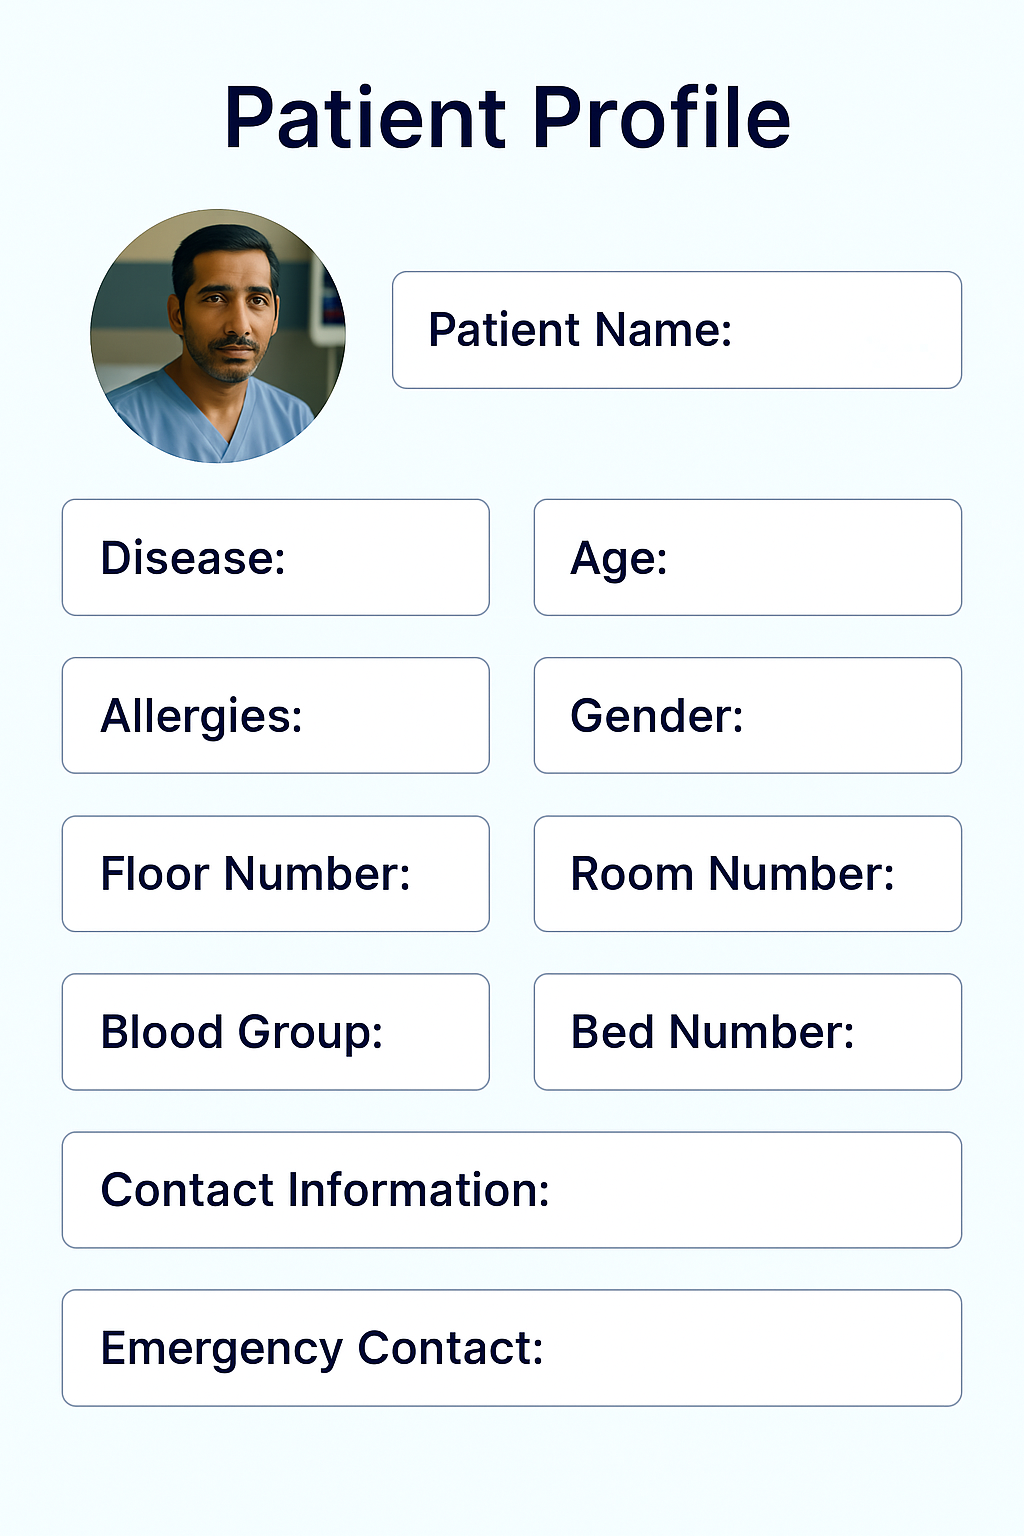 Patient Profile
Patient Name:
Disease:
Age:
Allergies:
Gender:
Floor Number:
Room Number:
Blood Group:
Bed Number:
Contact Information:
Emergency Contact: